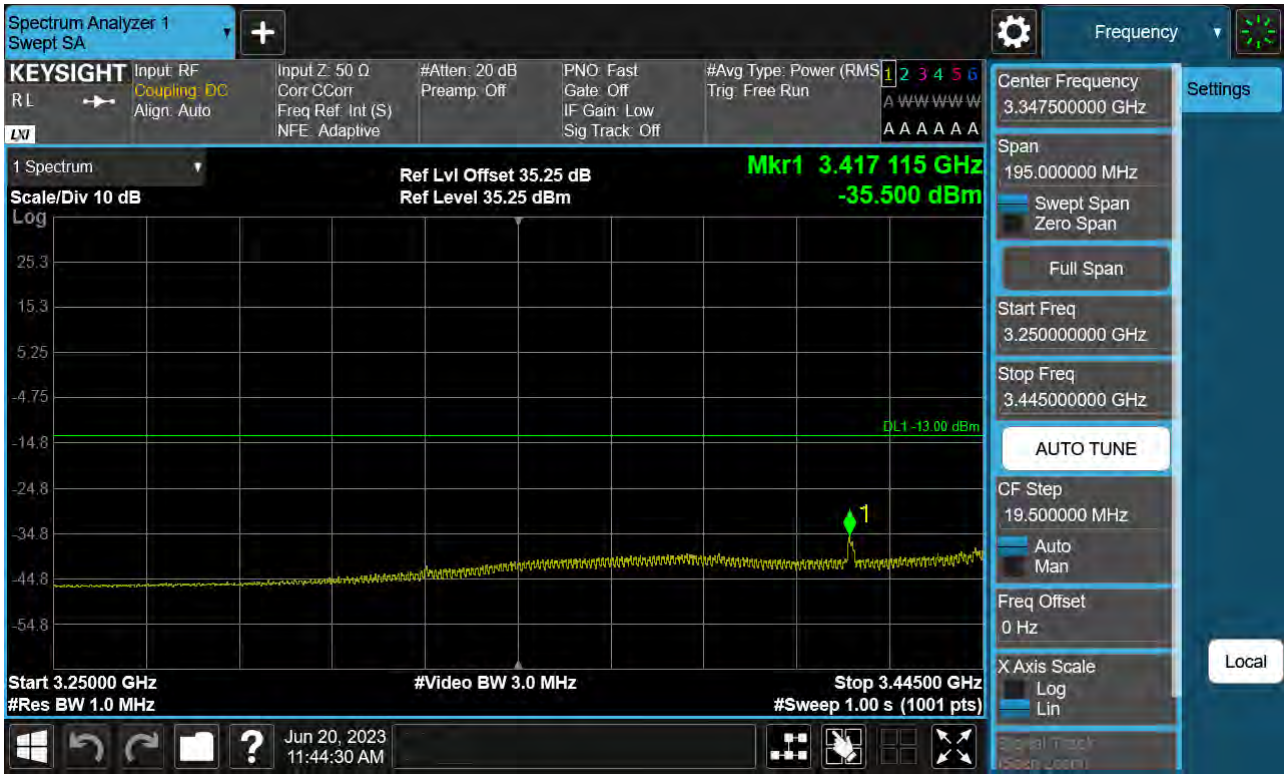 Spectrum Analyzer 1
Swept SA
+
Frequency
KEYSIGHT
RL
LXI
Input: RF
Coupling: DC
Align: Auto
Input Z: 50 Ω
Corr CCorr
Freq Ref: Int (S)
NFE: Adaptive
#Atten: 20 dB
Preamp: Off
PNO: Fast
Gate: Off
IF Gain: Low
Sig Track: Off
#Avg Type: Power (RMS
Trig: Free Run
1 2 3 4 5 6
A W W W W W
A A A A A A
1 Spectrum
Scale/Div 10 dB
Log
Ref Lvl Offset 35.25 dB
Ref Level 35.25 dBm
Mkr1 3.417 115 GHz
-35.500 dBm
25.3
15.3
5.25
-4.75
-14.8
-24.8
-34.8
-44.8
-54.8
DL1 -13.00 dBm
1
Start 3.25000 GHz
#Res BW 1.0 MHz
#Video BW 3.0 MHz
Stop 3.44500 GHz
#Sweep 1.00 s (1001 pts)
Center Frequency
3.347500000 GHz
Span
195.000000 MHz
Swept Span
Zero Span
Full Span
Start Freq
3.250000000 GHz
Stop Freq
3.445000000 GHz
AUTO TUNE
CF Step
19.500000 MHz
Auto
Man
Freq Offset
0 Hz
X Axis Scale
Log
Lin
Signal Track
(Span Zoom)
Settings
Local
?
Jun 20, 2023
11:44:30 AM